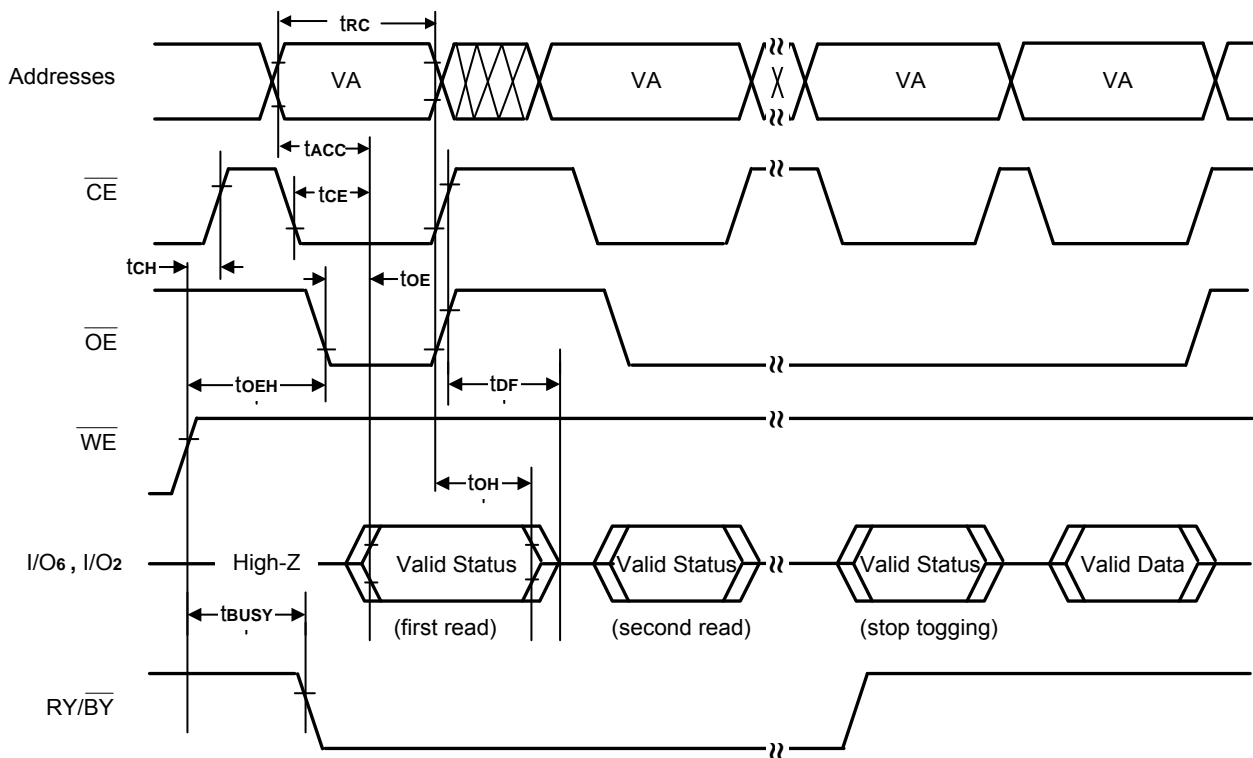 tRC
Addresses VA VA VA VA
tACC
CE tCE
tCH tOE
OE
tOEH tDF
WE
tOH
I/O6 , I/O2 High-Z Valid Status Valid Status Valid Status Valid Data
tBUSY (first read) (second read) (stop togging)
RY/BY